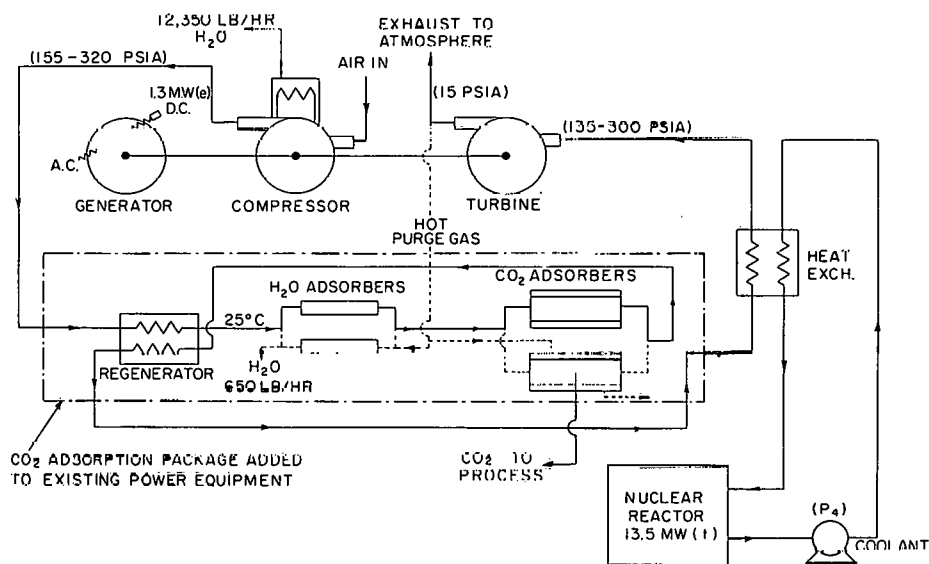 12,350 LB/HR
H₂O
EXHAUST TO
ATMOSPHERE
(155-320 PSIA)
AIR IN
1.3 MW(e)
D.C.
(15 PSIA)
(135-300 PSIA)
A.C.
GENERATOR
COMPRESSOR
TURBINE
HOT
PURGE GAS
HEAT
EXCH.
H₂O ADSORBERS
CO₂ ADSORBERS
25°C
REGENERATOR
H₂O
650 LB/HR
CO₂ ADSORPTION PACKAGE ADDED
TO EXISTING POWER EQUIPMENT
CO₂ TO
PROCESS
NUCLEAR
REACTOR
13.5 MW (t)
(P₄)
COOLANT